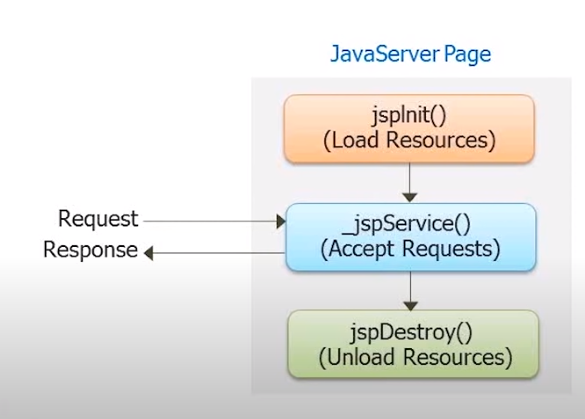 JavaServer Page
jspInit()
(Load Resources)
Request
_jspService()
Response
(Accept Requests)
jspDestroy()
(Unload Resources)